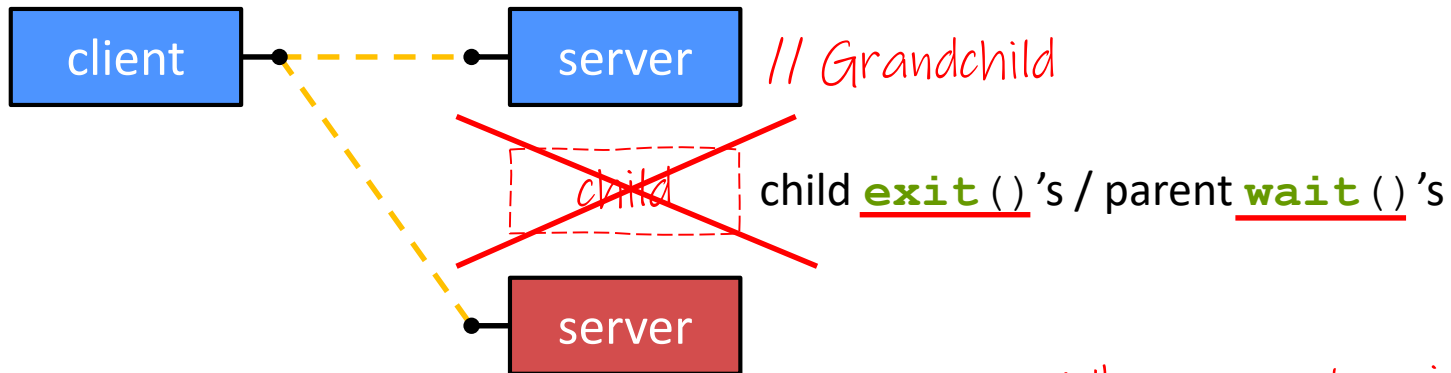 client
server // Grandchild
child child exit()'s / parent wait()'s
server